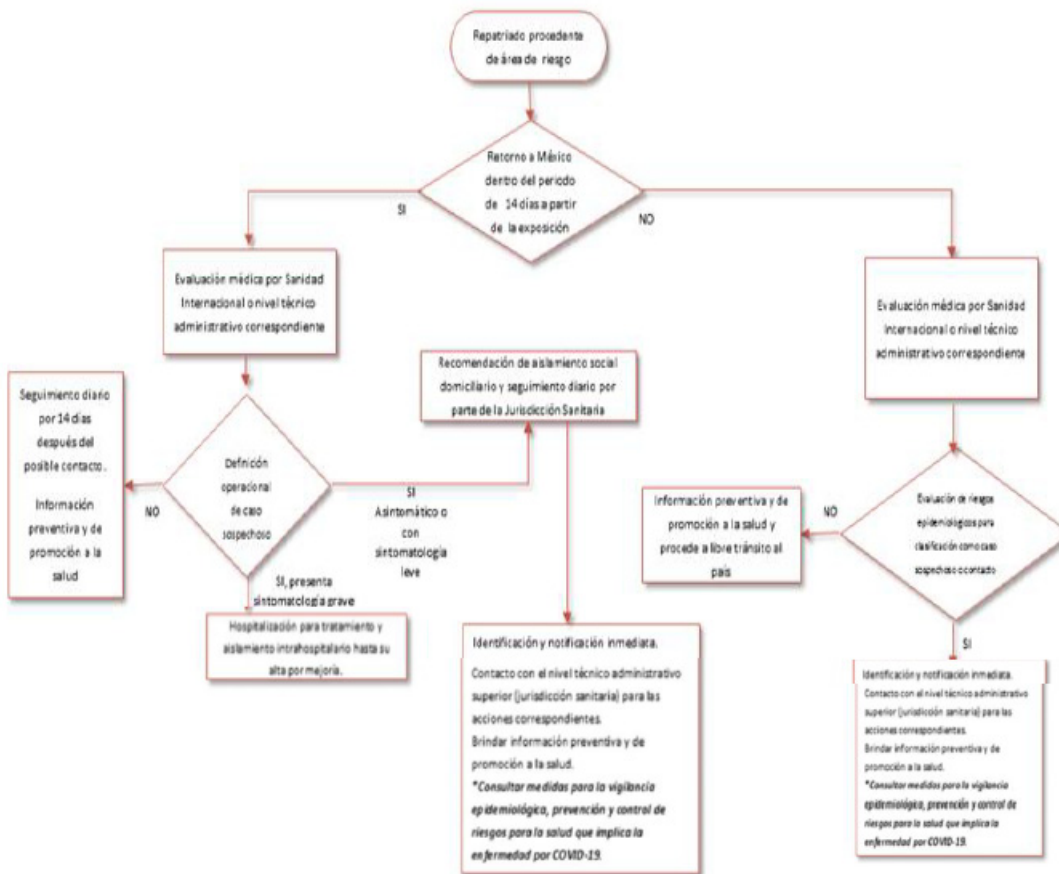 Repatriado procedente
de área de riesgo
Retorno a México
dentro del periodo
de 14 días a partir
de la exposición
SI
NO
Evaluación médica por Sanidad
Internacional o nivel técnico
administrativo correspondiente
Evaluación médica por Sanidad
Internacional o nivel técnico
administrativo correspondiente
Recomendación de aislamiento social
domiciliario y seguimiento diario por
parte de la Jurisdicción Sanitaria
Seguimiento diario
por 14 días
después del
posible contacto.
Información
preventiva y de
promoción a la
salud
NO
Definición
operacional
de caso
sospechoso
SI
Asintomático o
con
sintomatología
leve
SI, presenta
sintomatología grave
Hospitalización para tratamiento y
aislamiento intrahospitalario hasta su
alta por mejoría.
Información preventiva y de
promoción a la salud y
procede a libre tránsito al
país
NO
Evaluación de riesgos
epidemiológicos para
clasificación como caso
sospechoso o contacto
SI
Identificación y notificación inmediata.
Contacto con el nivel técnico administrativo
superior (jurisdicción sanitaria) para las
acciones correspondientes.
Brindar información preventiva y de
promoción a la salud.
*Consultar medidas para la vigilancia
epidemiológica, prevención y control de
riesgos para la salud que implica la
enfermedad por COVID-19.
Identificación y notificación inmediata.
Contacto con el nivel técnico administrativo
superior (jurisdicción sanitaria) para las
acciones correspondientes.
Brindar información preventiva y de
promoción a la salud.
*Consultar medidas para la vigilancia
epidemiológica, prevención y control de
riesgos para la salud que implica la
enfermedad por COVID-19.